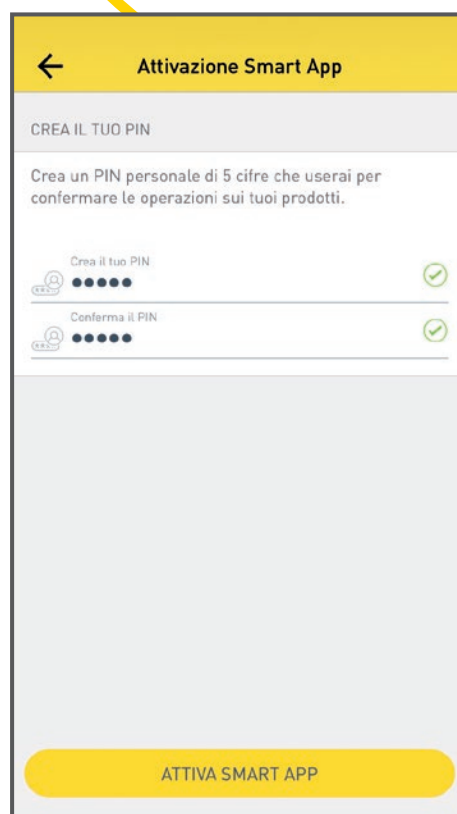 Attivazione Smart App
CREA IL TUO PIN
Crea un PIN personale di 5 cifre che userai per
confermare le operazioni sui tuoi prodotti.
Crea il tuo PIN
●●●●●
Conferma il PIN
●●●●●
ATTIVA SMART APP